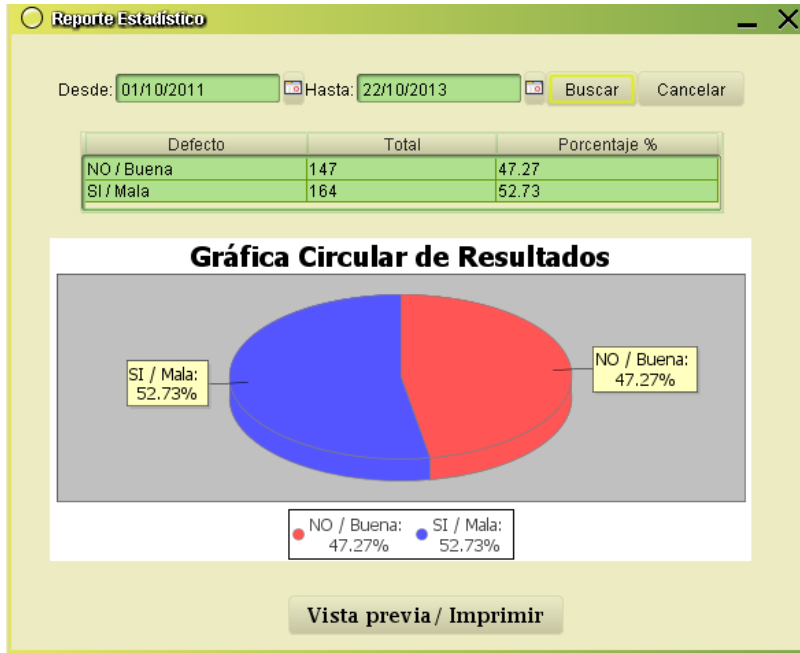 Reporte Estadístico
Desde: 01/10/2011 Hasta: 22/10/2013 Buscar Cancelar
Defecto Total Porcentaje %
NO / Buena 147 47.27
SI / Mala 164 52.73
Gráfica Circular de Resultados
NO / Buena:
47.27%
SI / Mala:
52.73%
NO / Buena: SI / Mala:
47.27% 52.73%
Vista previa / Imprimir